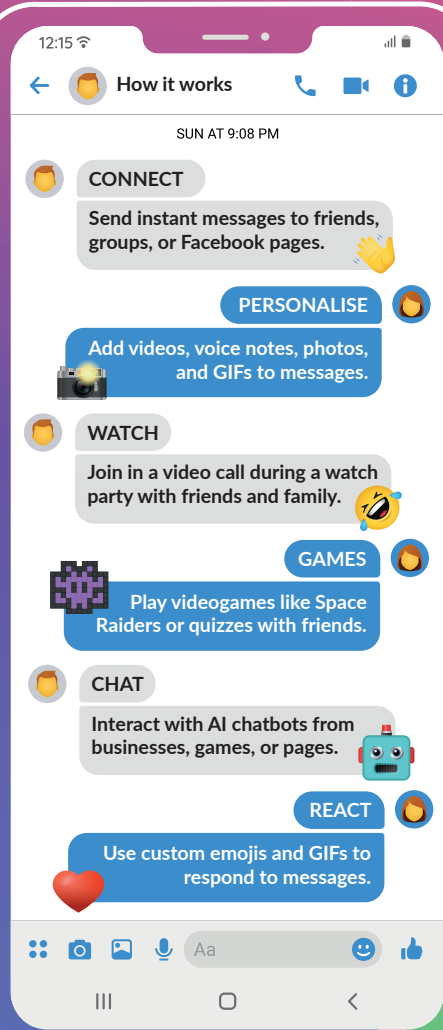 12:15
How it works
SUN AT 9:08 PM
CONNECT
Send instant messages to friends,
groups, or Facebook pages.
PERSONALISE
Add videos, voice notes, photos,
and GIFs to messages.
WATCH
Join in a video call during a watch
party with friends and family.
GAMES
Play videogames like Space
Raiders or quizzes with friends.
CHAT
Interact with AI chatbots from
businesses, games, or pages.
REACT
Use custom emojis and GIFs to
respond to messages.
Aa